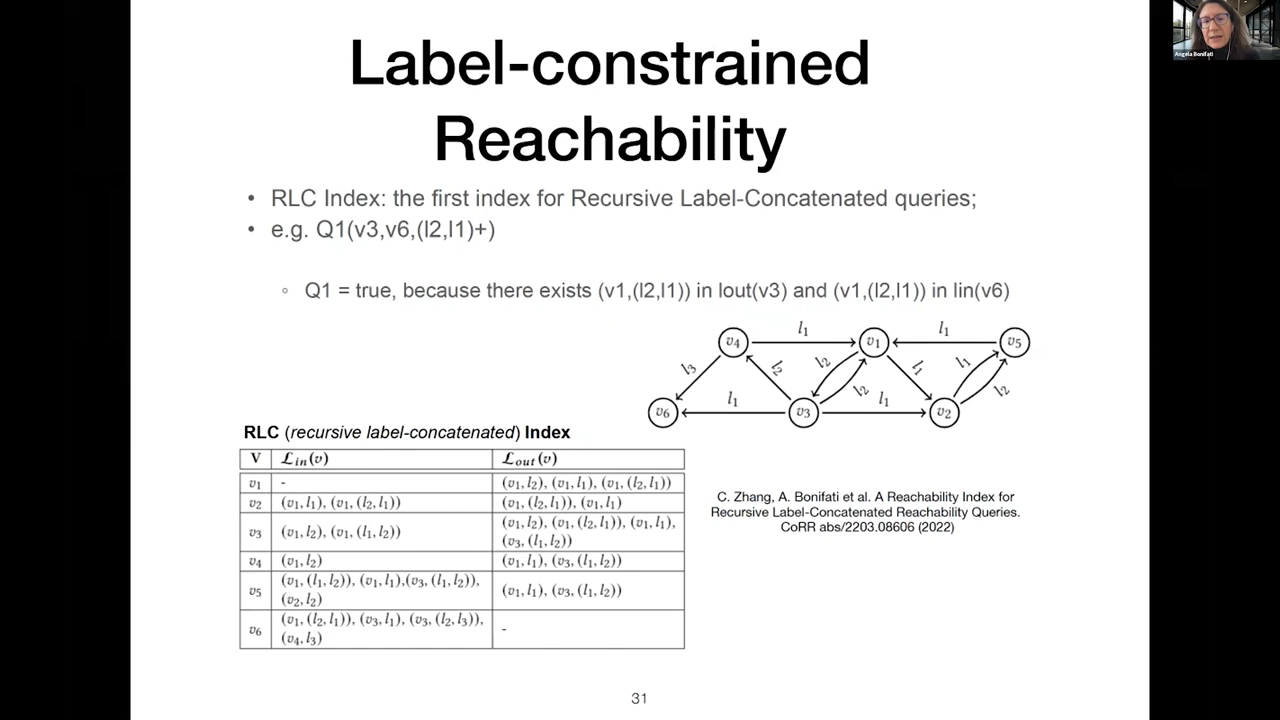 Label-constrained
Reachability
• RLC Index: the first index for Recursive Label-Concatenated queries;
• e.g. Q1(v3,v6,(l2,l1)+)
◦ Q1 = true, because there exists (v1,(l2,l1)) in lout(v3) and (v1,(l2,l1)) in lin(v6)
Angela Bonifati
v4 l1 v1 l1 v5
l3 l2 l2 l2 l1 l1 l2
v6 l1 v3 l1 v2
RLC (recursive label-concatenated) Index
V ℒin(v) ℒout(v)
v1 - (v1, l2), (v1, l1), (v1, (l2, l1))
v2 (v1, l1), (v1, (l2, l1)) (v1, (l2, l1)), (v1, l1)
v3 (v1, l2), (v1, (l1, l2)) (v1, l2), (v1, (l2, l1)), (v1, l1),
(v3, (l1, l2))
v4 (v1, l2) (v1, l1), (v3, (l1, l2))
v5 (v1, (l1, l2)), (v1, l1),(v3, (l1, l2)),
(v2, l2) (v1, l1), (v3, (l1, l2))
v6 (v1, (l2, l1)), (v3, l1), (v3, (l2, l3)),
(v4, l3) -
C. Zhang, A. Bonifati et al. A Reachability Index for
Recursive Label-Concatenated Reachability Queries.
CoRR abs/2203.08606 (2022)
31